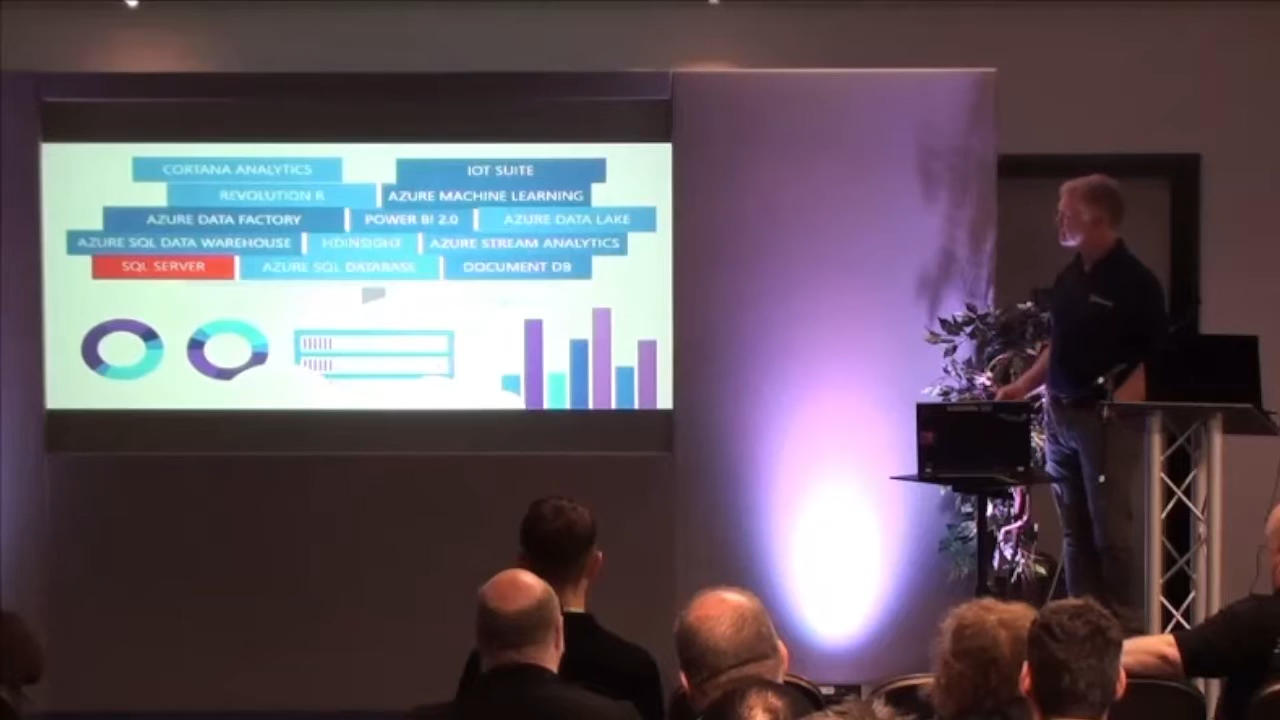 CORTANA ANALYTICS IOT SUITE
REVOLUTION R AZURE MACHINE LEARNING
AZURE DATA FACTORY POWER BI 2.0 AZURE DATA LAKE
AZURE SQL DATA WAREHOUSE HDINSIGHT AZURE STREAM ANALYTICS
SQL SERVER AZURE SQL DATABASE DOCUMENT DB